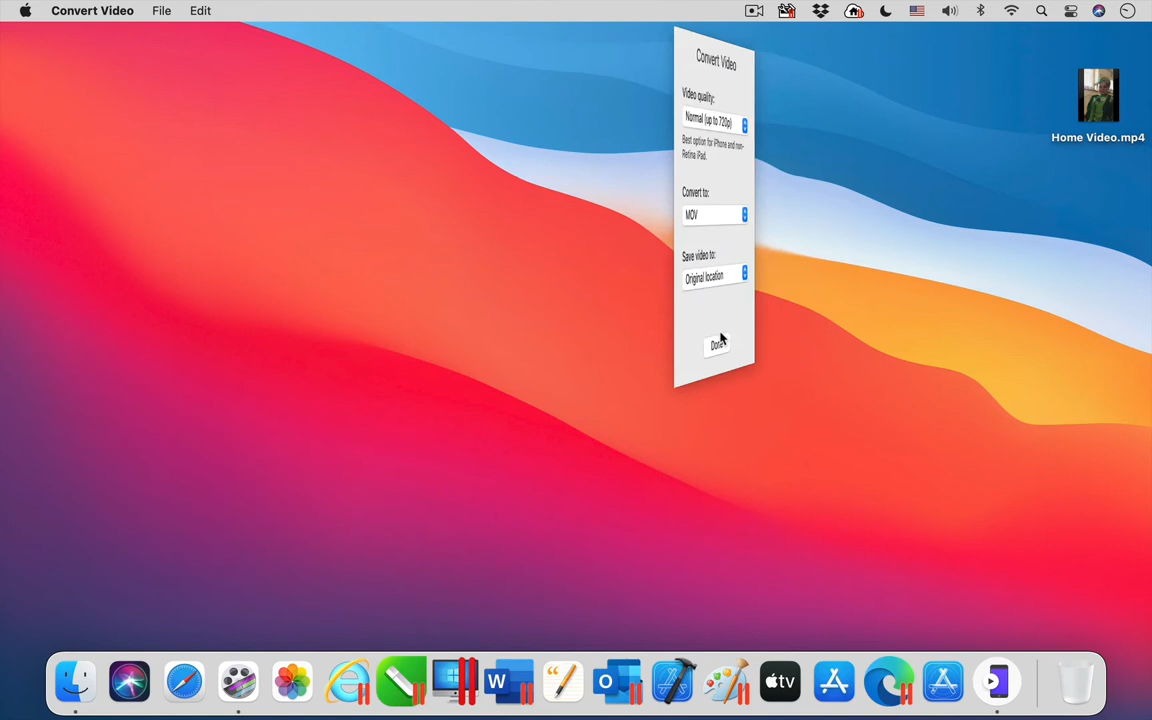 Convert Video File Edit
Convert Video
Video quality:
Normal (up to 720p)
Best option for iPhone and non-
Retina iPad.
Convert to:
MOV
Save video to:
Original location
Done
Home Video.mp4
W
O
tv